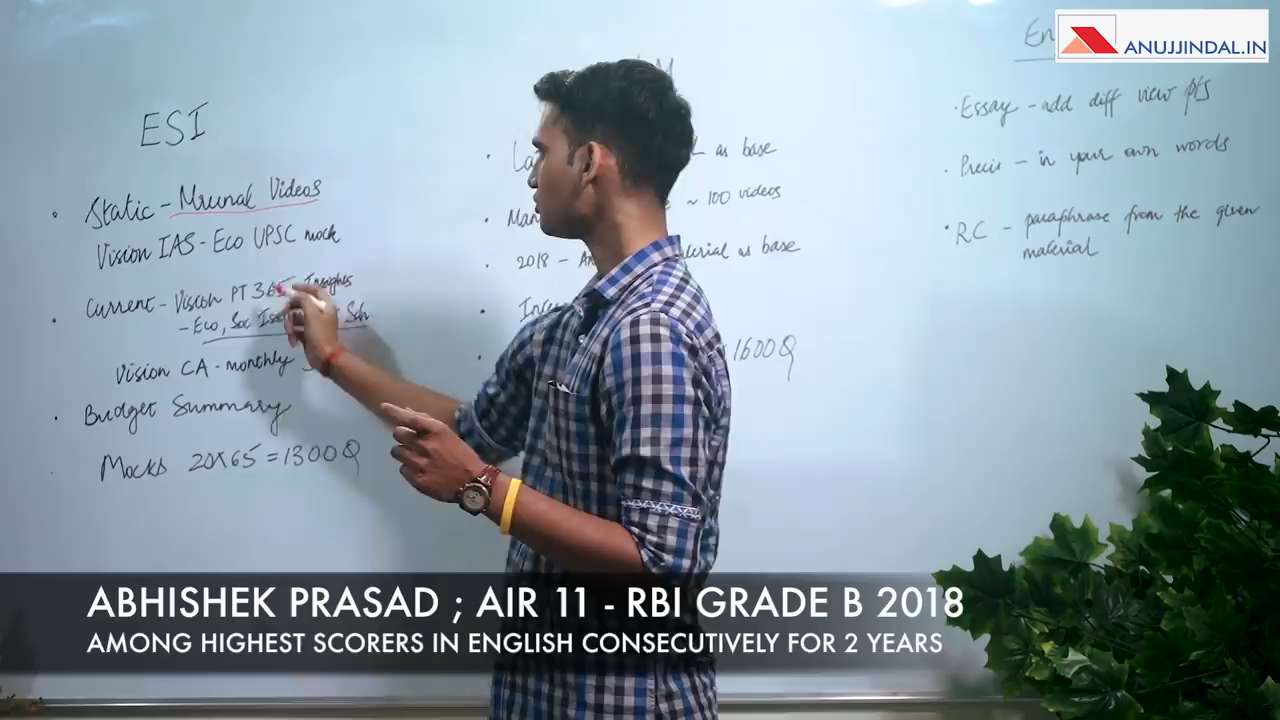 ESI
Static - Mrunal Videos
Vision IAS - Eco UPSC mock
Current - Vision PT 365 Insights
- Eco, Soc Sch
Vision CA - monthly
Budget Summary
Mocks 20X65 = 1300Q
M
as base
Man ~ 100 videos
2018 - material as base
1600Q
En
Essay - add diff view pts
Precis - in your own words
RC - paraphrase from the given
material
ANUJJINDAL.IN
ABHISHEK PRASAD ; AIR 11 - RBI GRADE B 2018
AMONG HIGHEST SCORERS IN ENGLISH CONSECUTIVELY FOR 2 YEARS